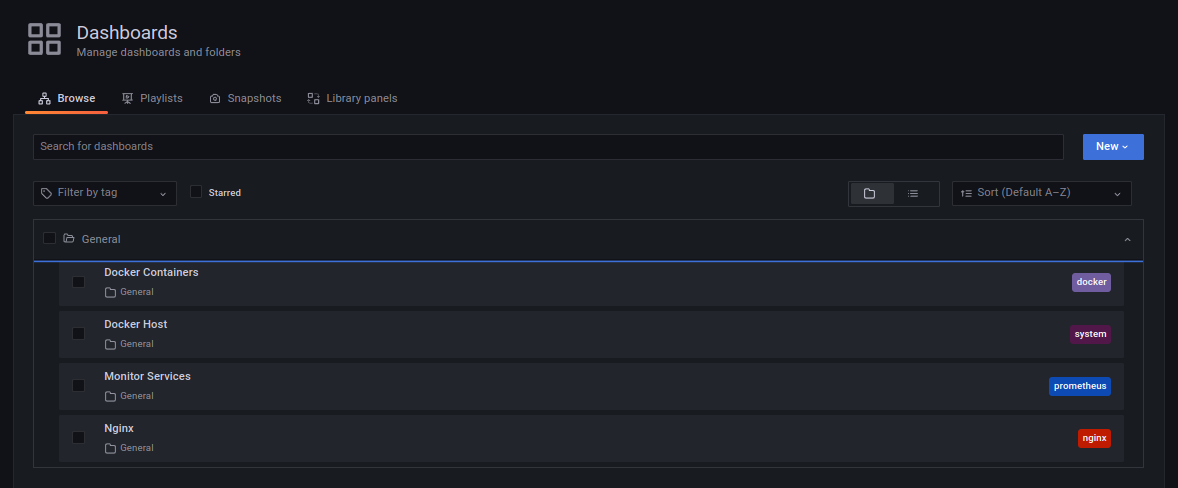 Dashboards
Manage dashboards and folders
Browse Playlists Snapshots Library panels
Search for dashboards New
Filter by tag Starred Sort (Default A–Z)
General
Docker Containers
General docker
Docker Host
General system
Monitor Services
General prometheus
Nginx
General nginx